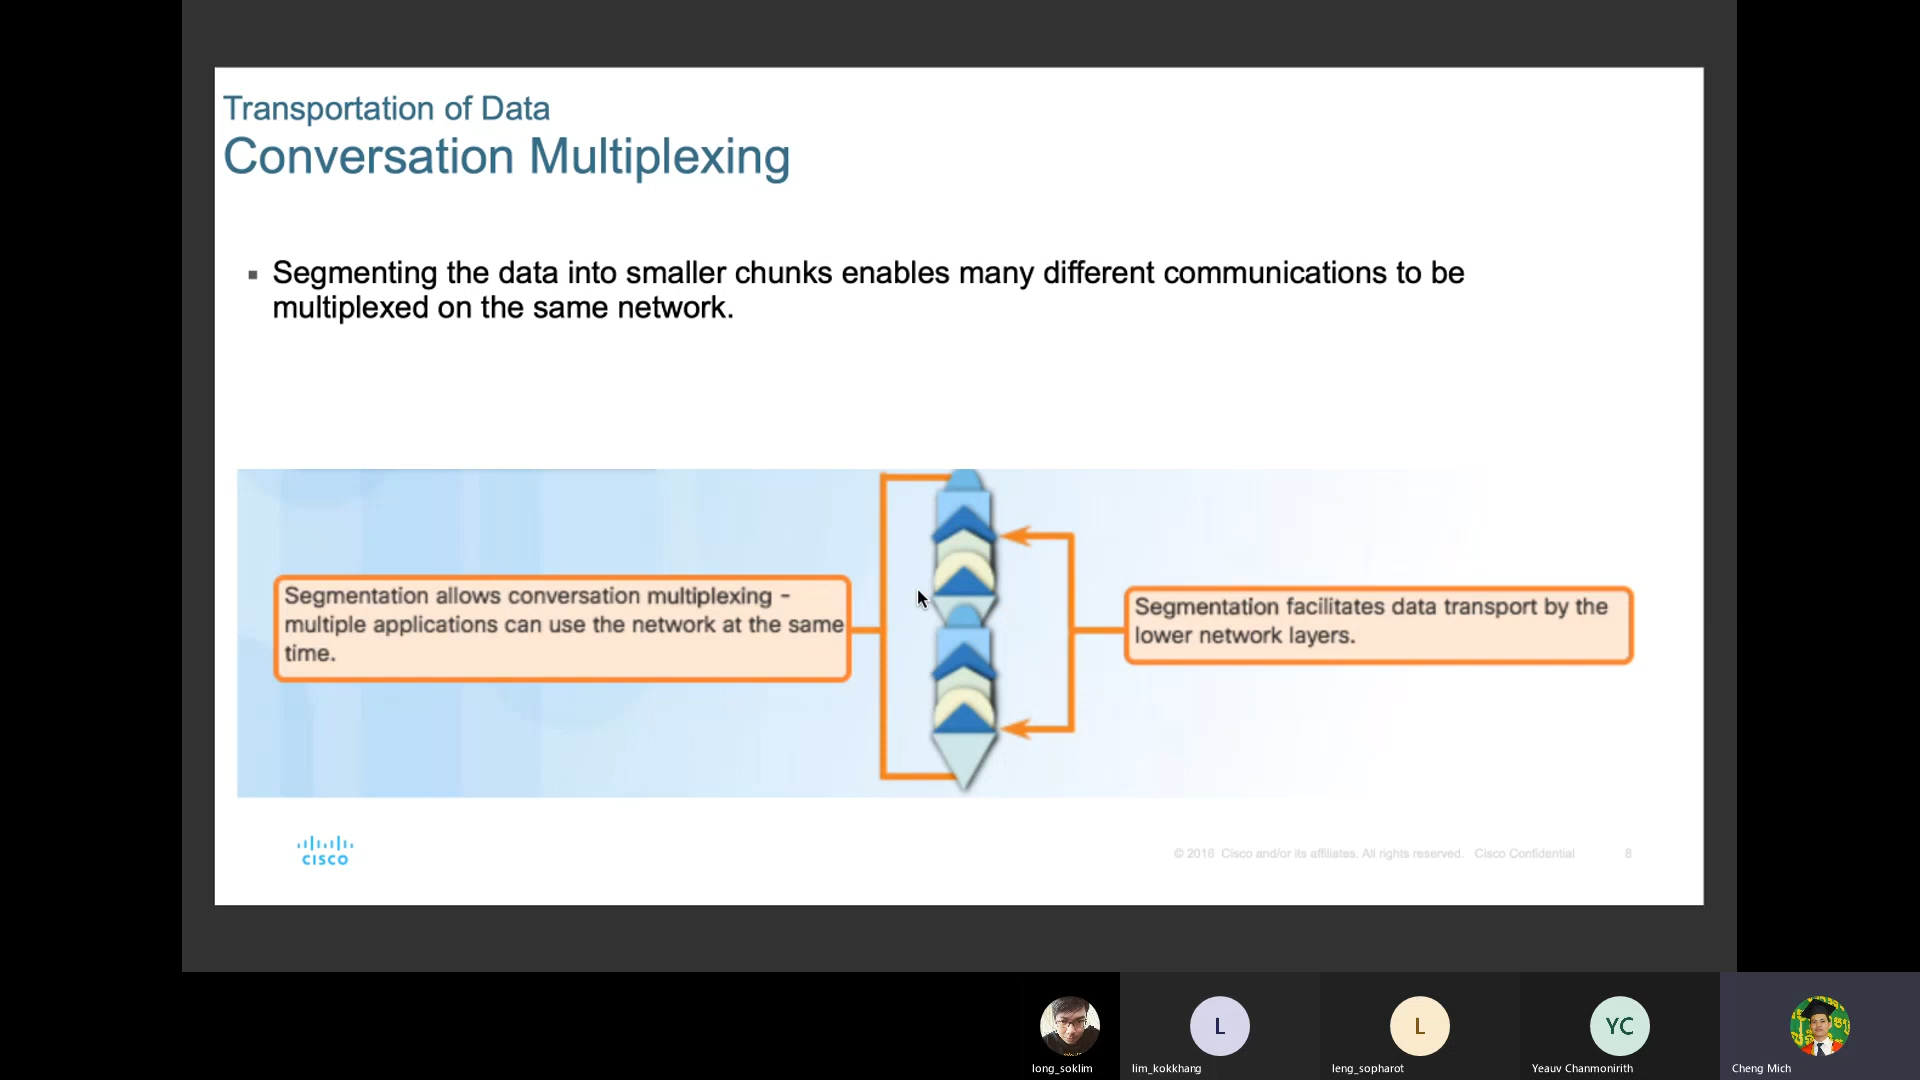 Transportation of Data
Conversation Multiplexing
▪ Segmenting the data into smaller chunks enables many different communications to be
multiplexed on the same network.
Segmentation allows conversation multiplexing -
multiple applications can use the network at the same
time.
Segmentation facilitates data transport by the
lower network layers.
CISCO
© 2016 Cisco and/or its affiliates. All rights reserved. Cisco Confidential 8
L
L
YC
long_soklim
lim_kokkhang
leng_sopharot
Yeauv Chanmonirith
Cheng Mich